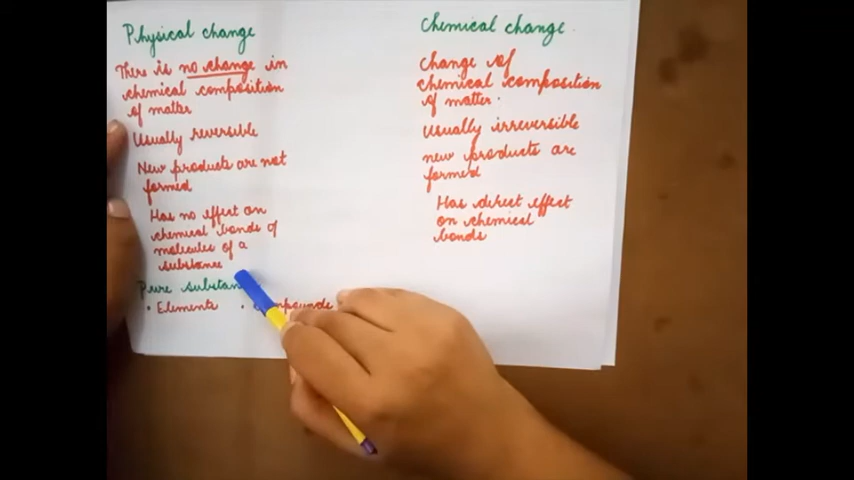 Physical change
There is no change in
chemical composition
of matter
Usually reversible
New products are not
formed
Has no effect on
chemical bonds of
molecules of a
substance
Pure
• Elements •
Chemical change
Change of
chemical composition
of matter.
Usually irreversible
new products are
formed
Has direct effect
on chemical
bonds